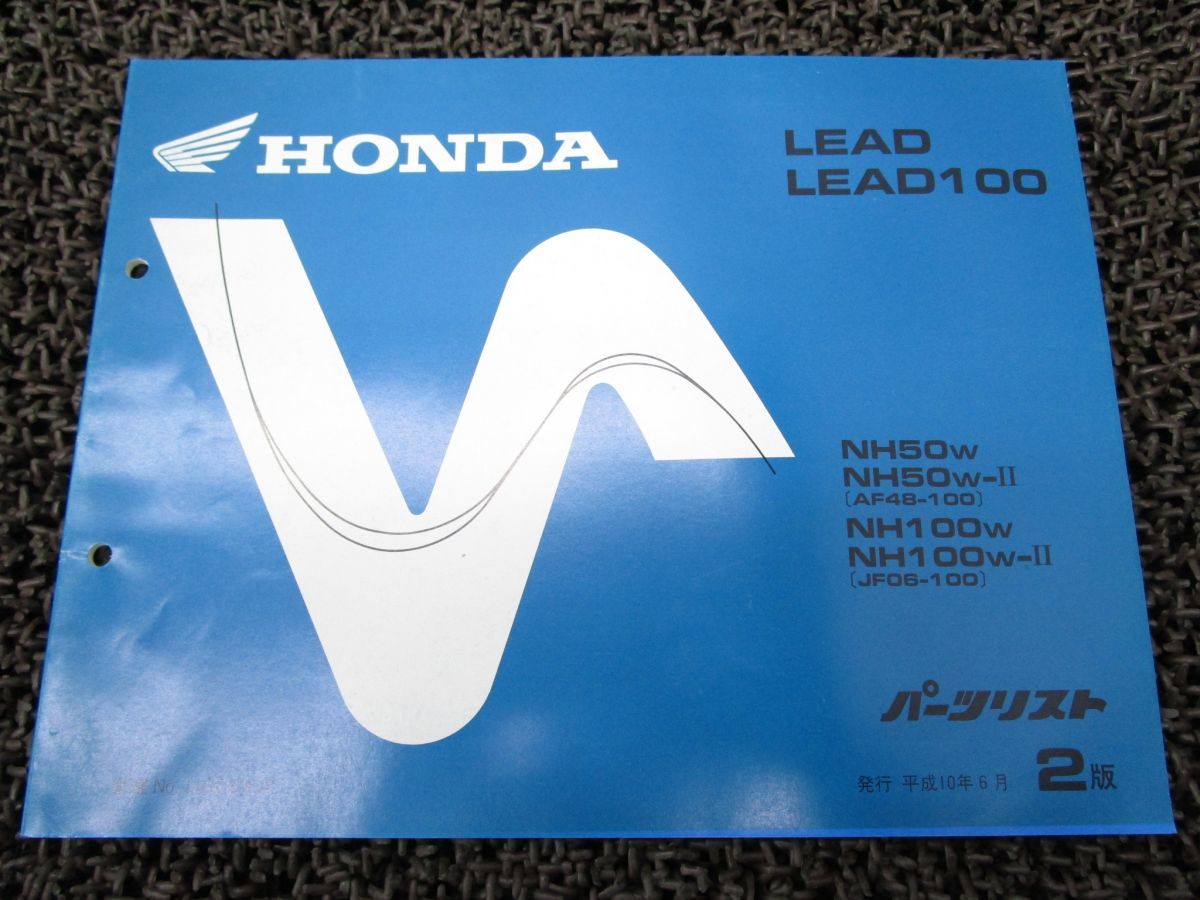 HONDA
LEAD
LEAD100
NH50W
NH50W-II
〔AF48-100〕
NH100W
NH100W-II
〔JF06-100〕
パーツリスト
発行 平成10年6月 2版
No.